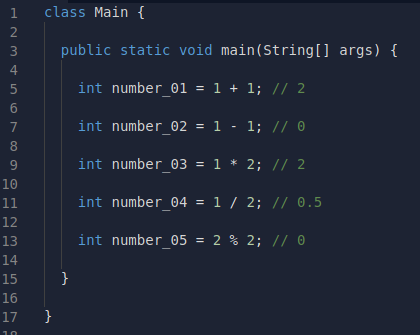 1 class Main {
2
3 public static void main(String[] args) {
4
5 int number_01 = 1 + 1; // 2
6
7 int number_02 = 1 - 1; // 0
8
9 int number_03 = 1 * 2; // 2
10
11 int number_04 = 1 / 2; // 0.5
12
13 int number_05 = 2 % 2; // 0
14
15 }
16
17 }
18